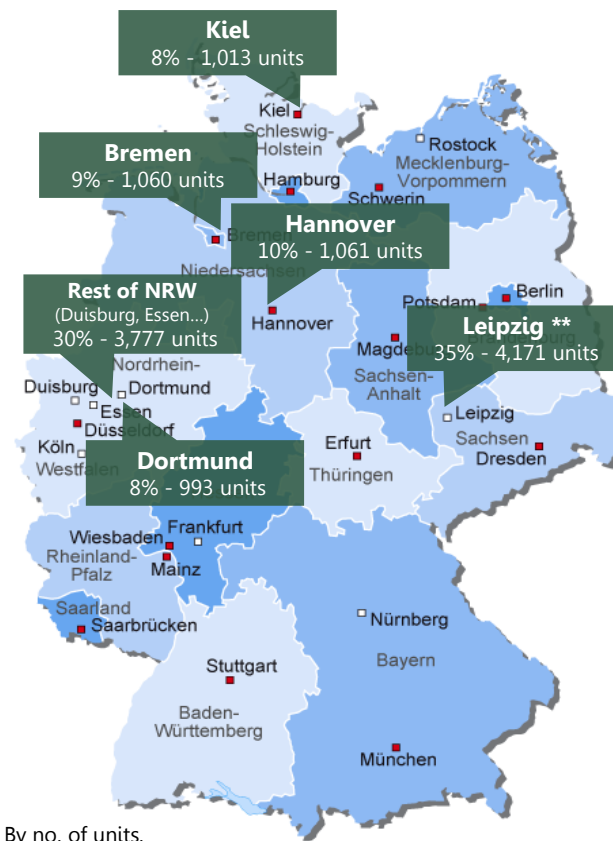 Kiel
8% - 1,013 units
Kiel
Schleswig-
Holstein
Rostock
Mecklenburg-
Vorpommern
Bremen
9% - 1,060 units
Hamburg
Schwerin
Bremen
Hannover
10% - 1,061 units
Niedersachsen
Rest of NRW
(Duisburg, Essen...)
30% - 3,777 units
Hannover
Potsdam
Berlin
Brandenburg
Leipzig **
35% - 4,171 units
Magdebu
Sachsen-
Anhalt
Nordrhein-
Duisburg
Dortmund
Essen
Düsseldorf
Köln
Westfalen
Leipzig
Sachsen
Dresden
Erfurt
Thüringen
Dortmund
8% - 993 units
Frankfurt
Wiesbaden
Rheinland-
Pfalz
Mainz
Saarland
Saarbrücken
Nürnberg
Bayern
Stuttgart
Baden-
Württemberg
München
By no. of units.